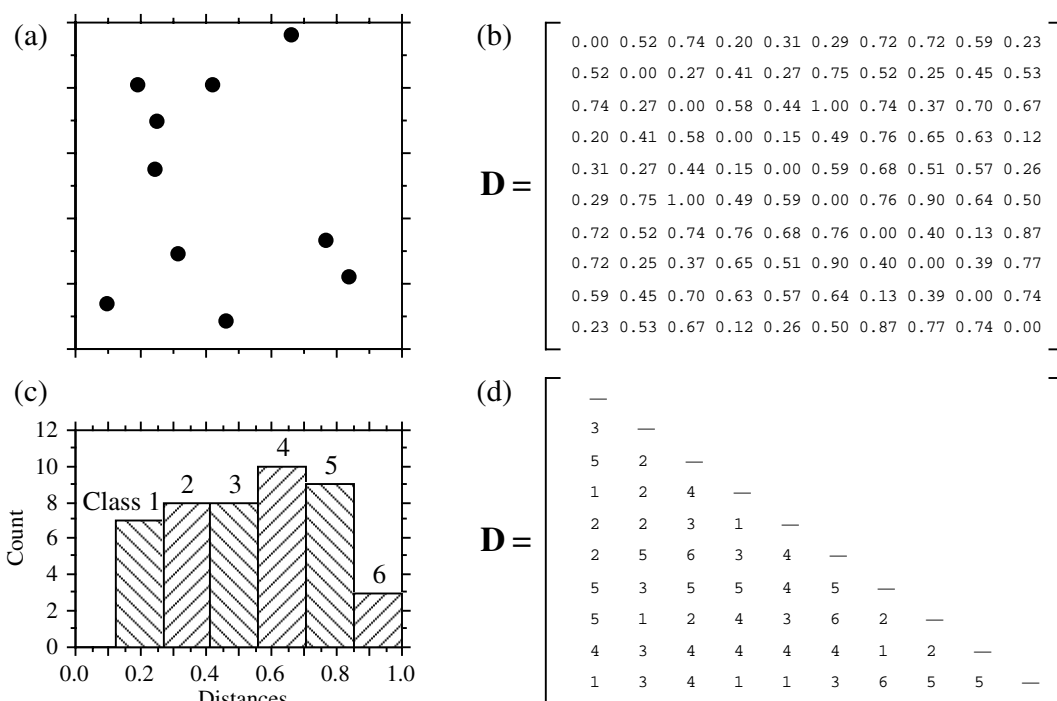 (a)
(b)
D =
0.00 0.52 0.74 0.20 0.31 0.29 0.72 0.72 0.59 0.23
0.52 0.00 0.27 0.41 0.27 0.75 0.52 0.25 0.45 0.53
0.74 0.27 0.00 0.58 0.44 1.00 0.74 0.37 0.70 0.67
0.20 0.41 0.58 0.00 0.15 0.49 0.76 0.65 0.63 0.12
0.31 0.27 0.44 0.15 0.00 0.59 0.68 0.51 0.57 0.26
0.29 0.75 1.00 0.49 0.59 0.00 0.76 0.90 0.64 0.50
0.72 0.52 0.74 0.76 0.68 0.76 0.00 0.40 0.13 0.87
0.72 0.25 0.37 0.65 0.51 0.90 0.40 0.00 0.39 0.77
0.59 0.45 0.70 0.63 0.57 0.64 0.13 0.39 0.00 0.74
0.23 0.53 0.67 0.12 0.26 0.50 0.87 0.77 0.74 0.00
(c)
Count
12
10
8
6
4
2
0
Class 1
2
3
4
5
6
0.0 0.2 0.4 0.6 0.8 1.0
Distances
(d)
D =
—
3 —
5 2 —
1 2 4 —
2 2 3 1 —
2 5 6 3 4 —
5 3 5 5 4 5 —
5 1 2 4 3 6 2 —
4 3 4 4 4 4 1 2 —
1 3 4 1 1 3 6 5 5 —